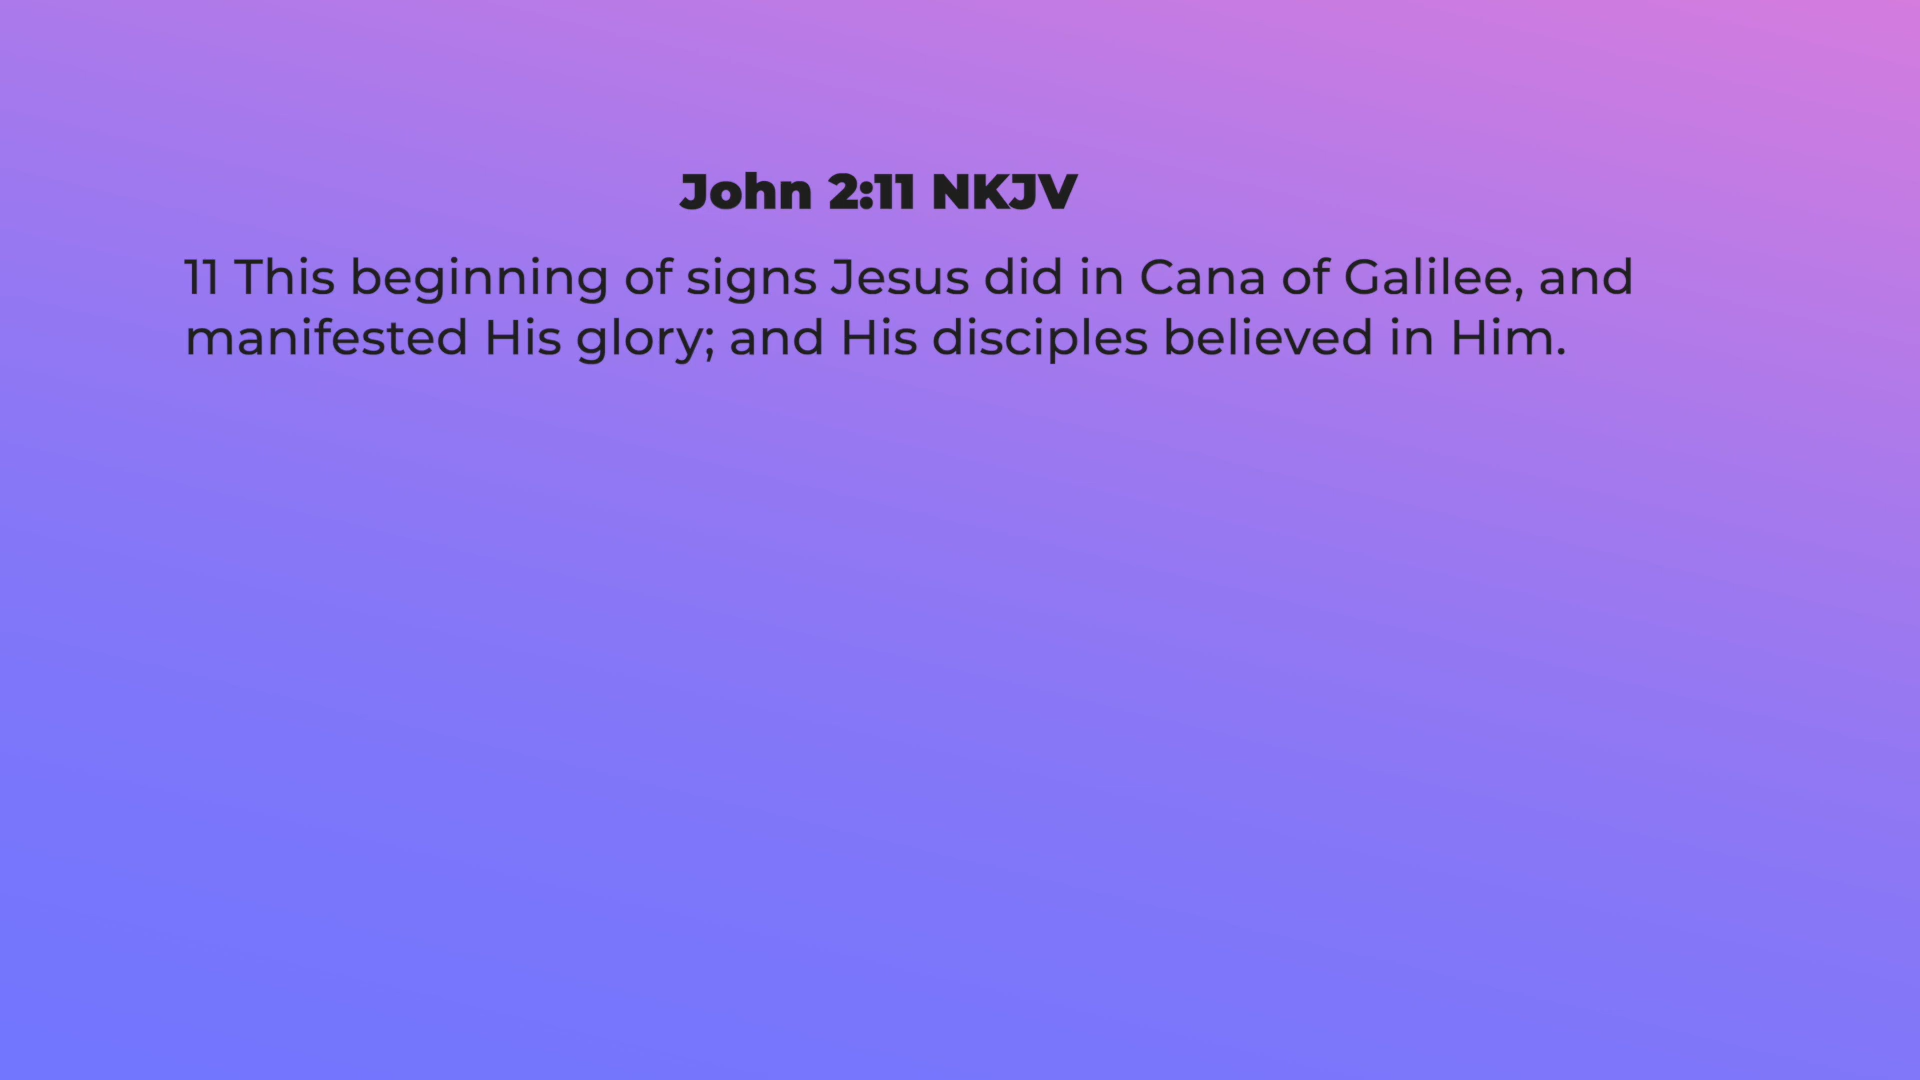 John 2:11 NKJV
11 This beginning of signs Jesus did in Cana of Galilee, and
manifested His glory; and His disciples believed in Him.